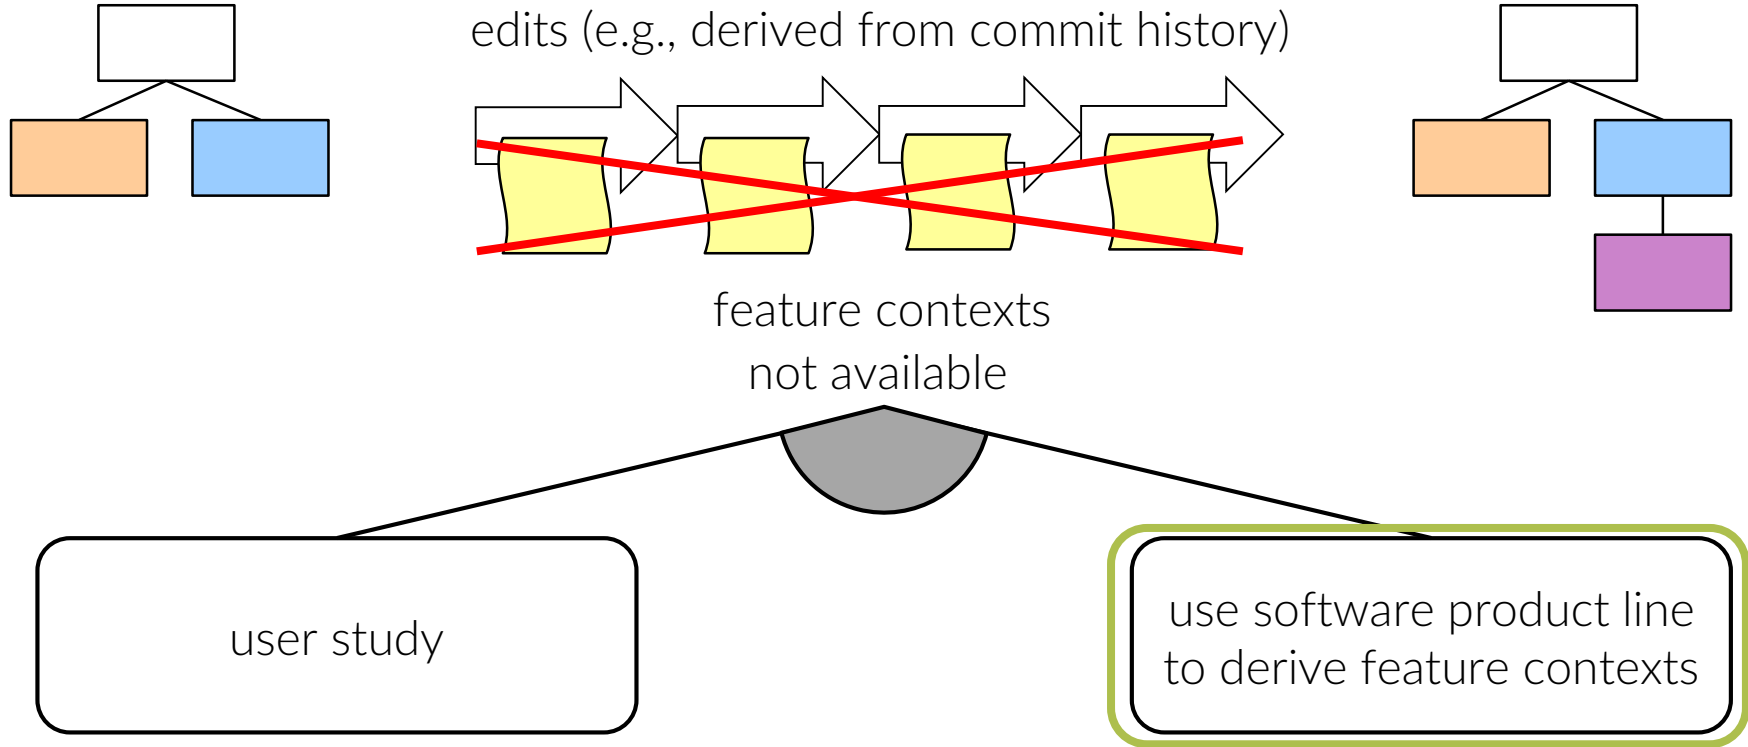 edits (e.g., derived from commit history)
feature contexts
not available
user study
use software product line
to derive feature contexts